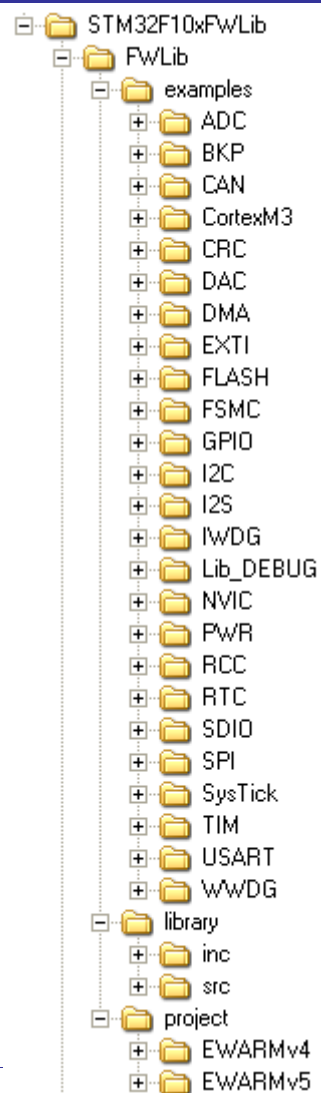 STM32F10xFWLib
FWLib
examples
ADC
BKP
CAN
CortexM3
CRC
DAC
DMA
EXTI
FLASH
FSMC
GPIO
I2C
I2S
IWDG
Lib_DEBUG
NVIC
PWR
RCC
RTC
SDIO
SPI
SysTick
TIM
USART
WWDG
library
inc
src
project
EWARMv4
EWARMv5